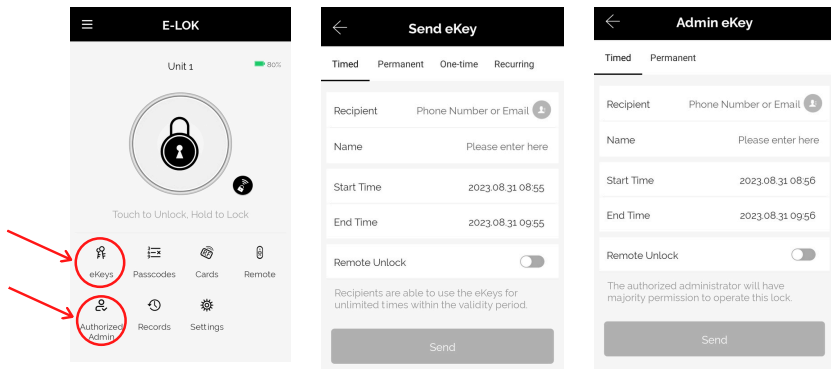 E-LOK
Unit 1
80%
Touch to Unlock, Hold to Lock
eKeys
Passcodes
Cards
Remote
Authorized
Admin
Records
Settings
Send eKey
Timed
Permanent
One-time
Recurring
Recipient
Phone Number or Email
Name
Please enter here
Start Time
2023.08.31 08:55
End Time
2023.08.31 09:55
Remote Unlock
Recipients are able to use the eKeys for
unlimited times within the validity period.
Send
Admin eKey
Timed
Permanent
Recipient
Phone Number or Email
Name
Please enter here
Start Time
2023.08.31 08:56
End Time
2023.08.31 09:56
Remote Unlock
The authorized administrator will have
majority permission to operate this lock.
Send